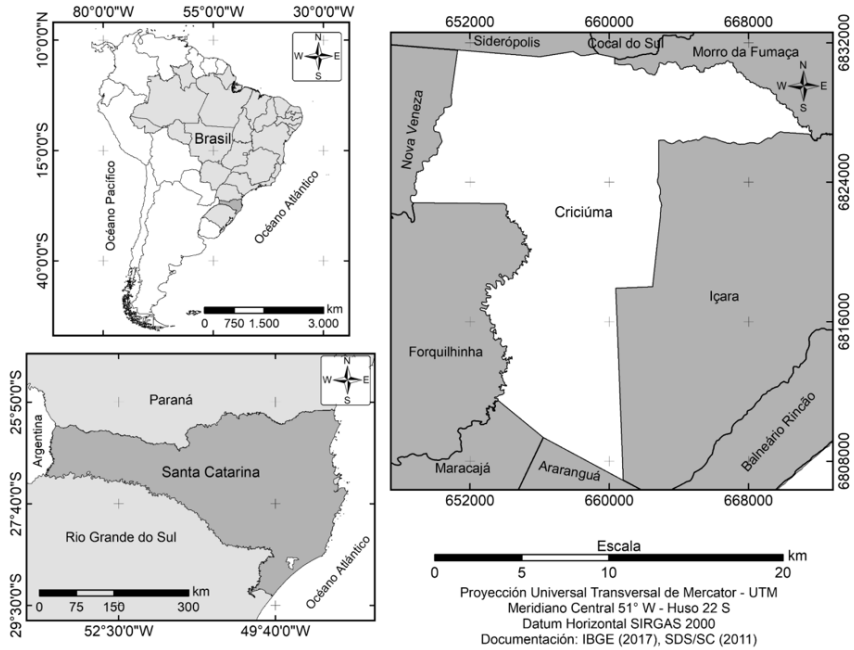 80°0'0"W 55°0'0"W 30°0'0"W
10°0'0"N
15°0'0"S
40°0'0"S
N
W E
S
Brasil
Océano Pacífico
Océano Atlántico
km
0 750 1.500 3.000
25°50'0"S
27°40'0"S
29°30'0"S
N
W E
S
Paraná
Argentina
Santa Catarina
Rio Grande do Sul
Océano Atlántico
km
0 75 150 300
52°30'0"W 49°40'0"W
652000 660000 668000
6832000
6824000
6816000
6808000
Siderópolis
Cocal do Sul
Morro da Fumaça
N
W E
S
Nova Veneza
Criciúma
Içara
Forquilhinha
Balneário Rincão
Maracajá
Araranguá
652000 660000 668000
Escala
km
0 5 10 20
Proyección Universal Transversal de Mercator - UTM
Meridiano Central 51° W - Huso 22 S
Datum Horizontal SIRGAS 2000
Documentación: IBGE (2017), SDS/SC (2011)